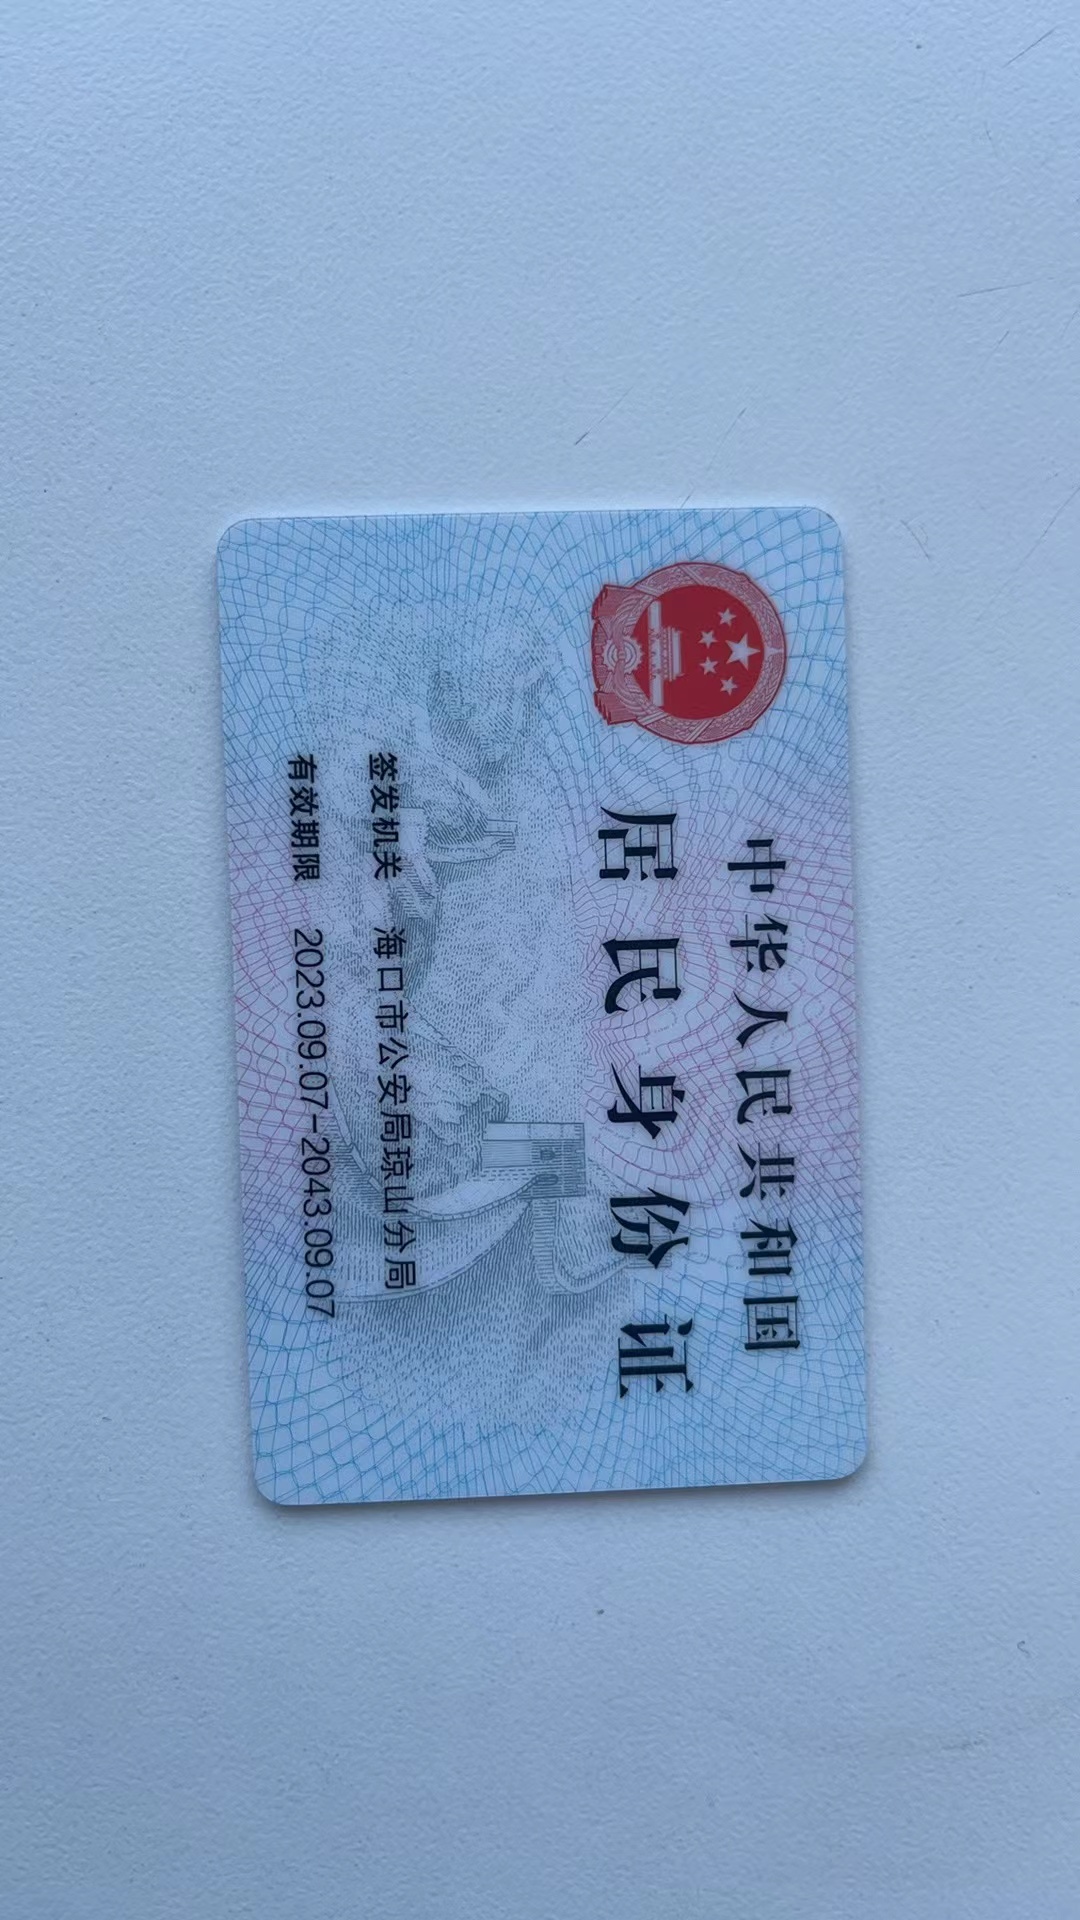 中华人民共和国
居民身份证
签发机关 海口市公安局琼山分局
有效期限 2023.09.07-2043.09.07